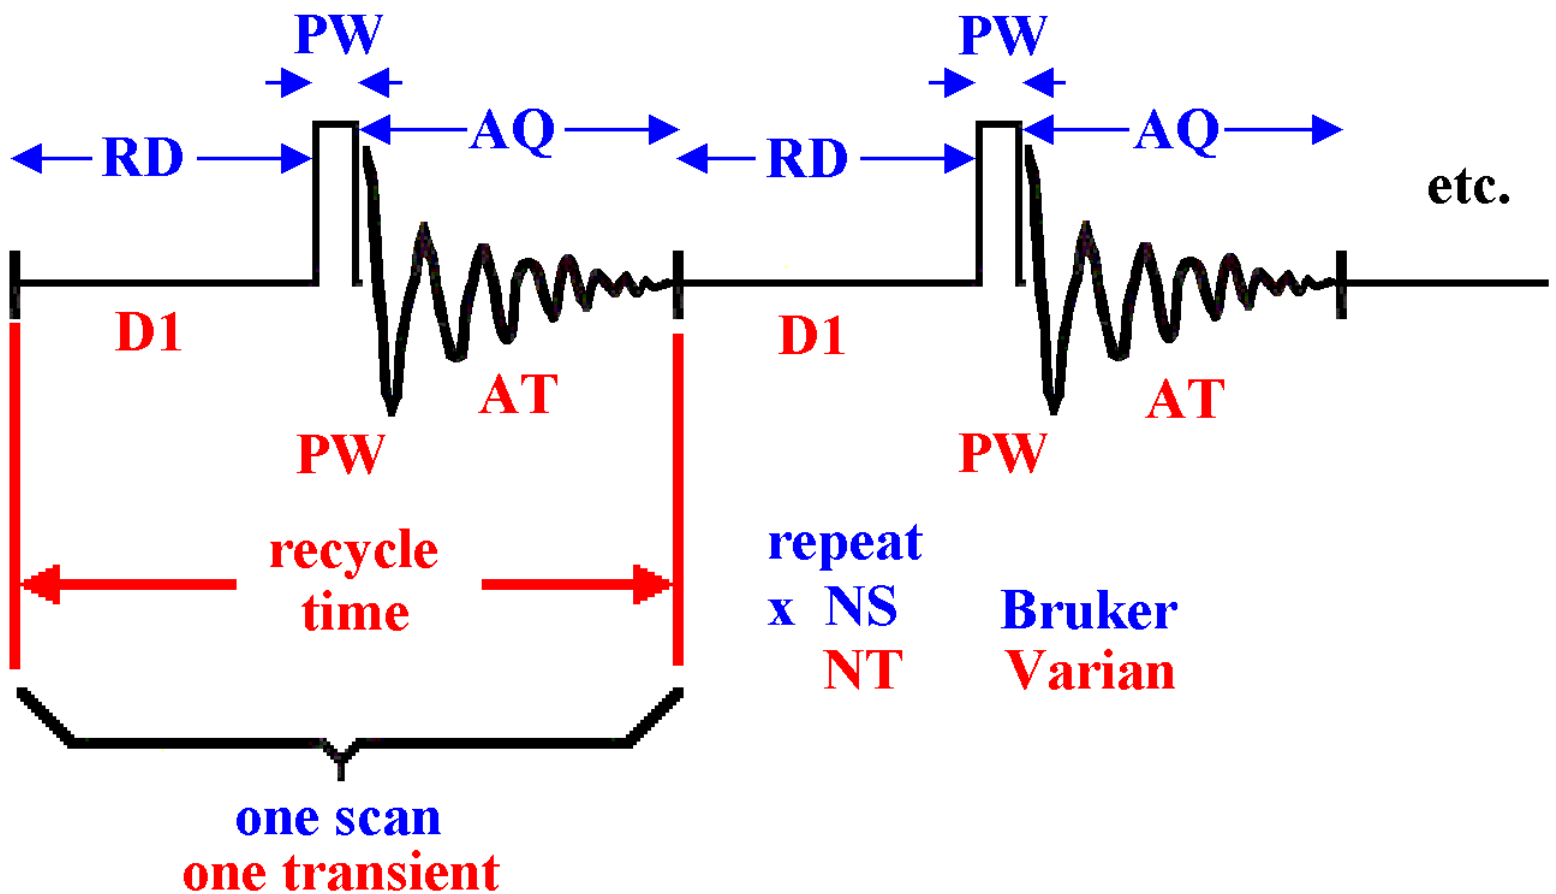 PW PW
RD AQ RD AQ
etc.
D1 D1
AT AT
PW PW
recycle
time
repeat
x NS
NT
Bruker
Varian
one scan
one transient